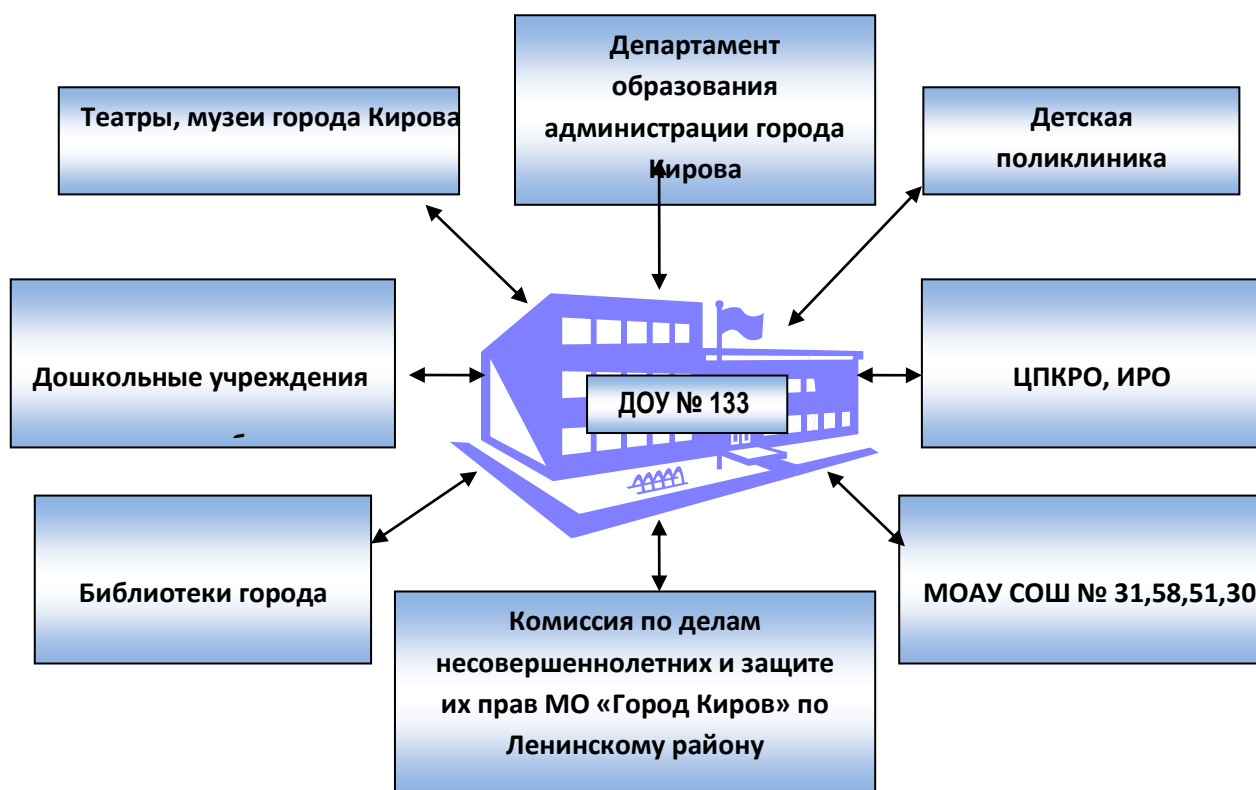 Департамент
образования
администрации города
Кирова
Театры, музеи города Кирова
Детская
поликлиника
Дошкольные учреждения
ЦПКРО, ИРО
ДОУ № 133
Библиотеки города
МОАУ СОШ № 31,58,51,30
Комиссия по делам
несовершеннолетних и защите
их прав МО «Город Киров» по
Ленинскому району